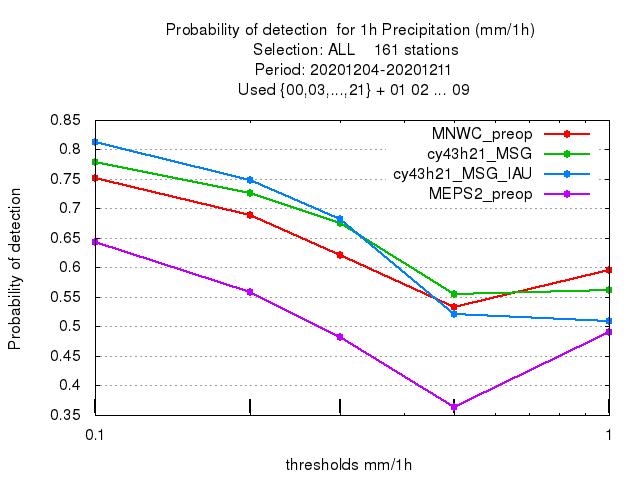 Probability of detection  for 1h Precipitation (mm/1h)
Selection: ALL    161 stations
Period: 20201204-20201211
Used {00,03,...,21} + 01 02 ... 09
0.85
0.8
0.75
0.7
0.65
0.6
0.55
0.5
0.45
0.4
0.35
Probability of detection
MNWC_preop
cy43h21_MSG
cy43h21_MSG_IAU
MEPS2_preop
0.1
1
thresholds mm/1h